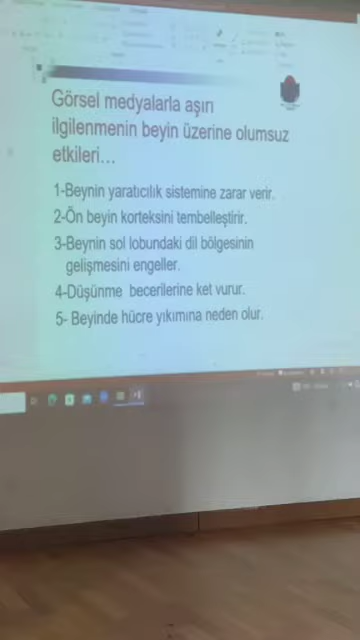 Görsel medyalarla aşırı
ilgilenmenin beyin üzerine olumsuz
etkileri...
1-Beynin yaratıcılık sistemine zarar verir.
2-Ön beyin korteksini tembelleştirir.
3-Beynin sol lobundaki dil bölgesinin
gelişmesini engeller.
4-Düşünme becerilerine ket vurur.
5- Beyinde hücre yıkımına neden olur.